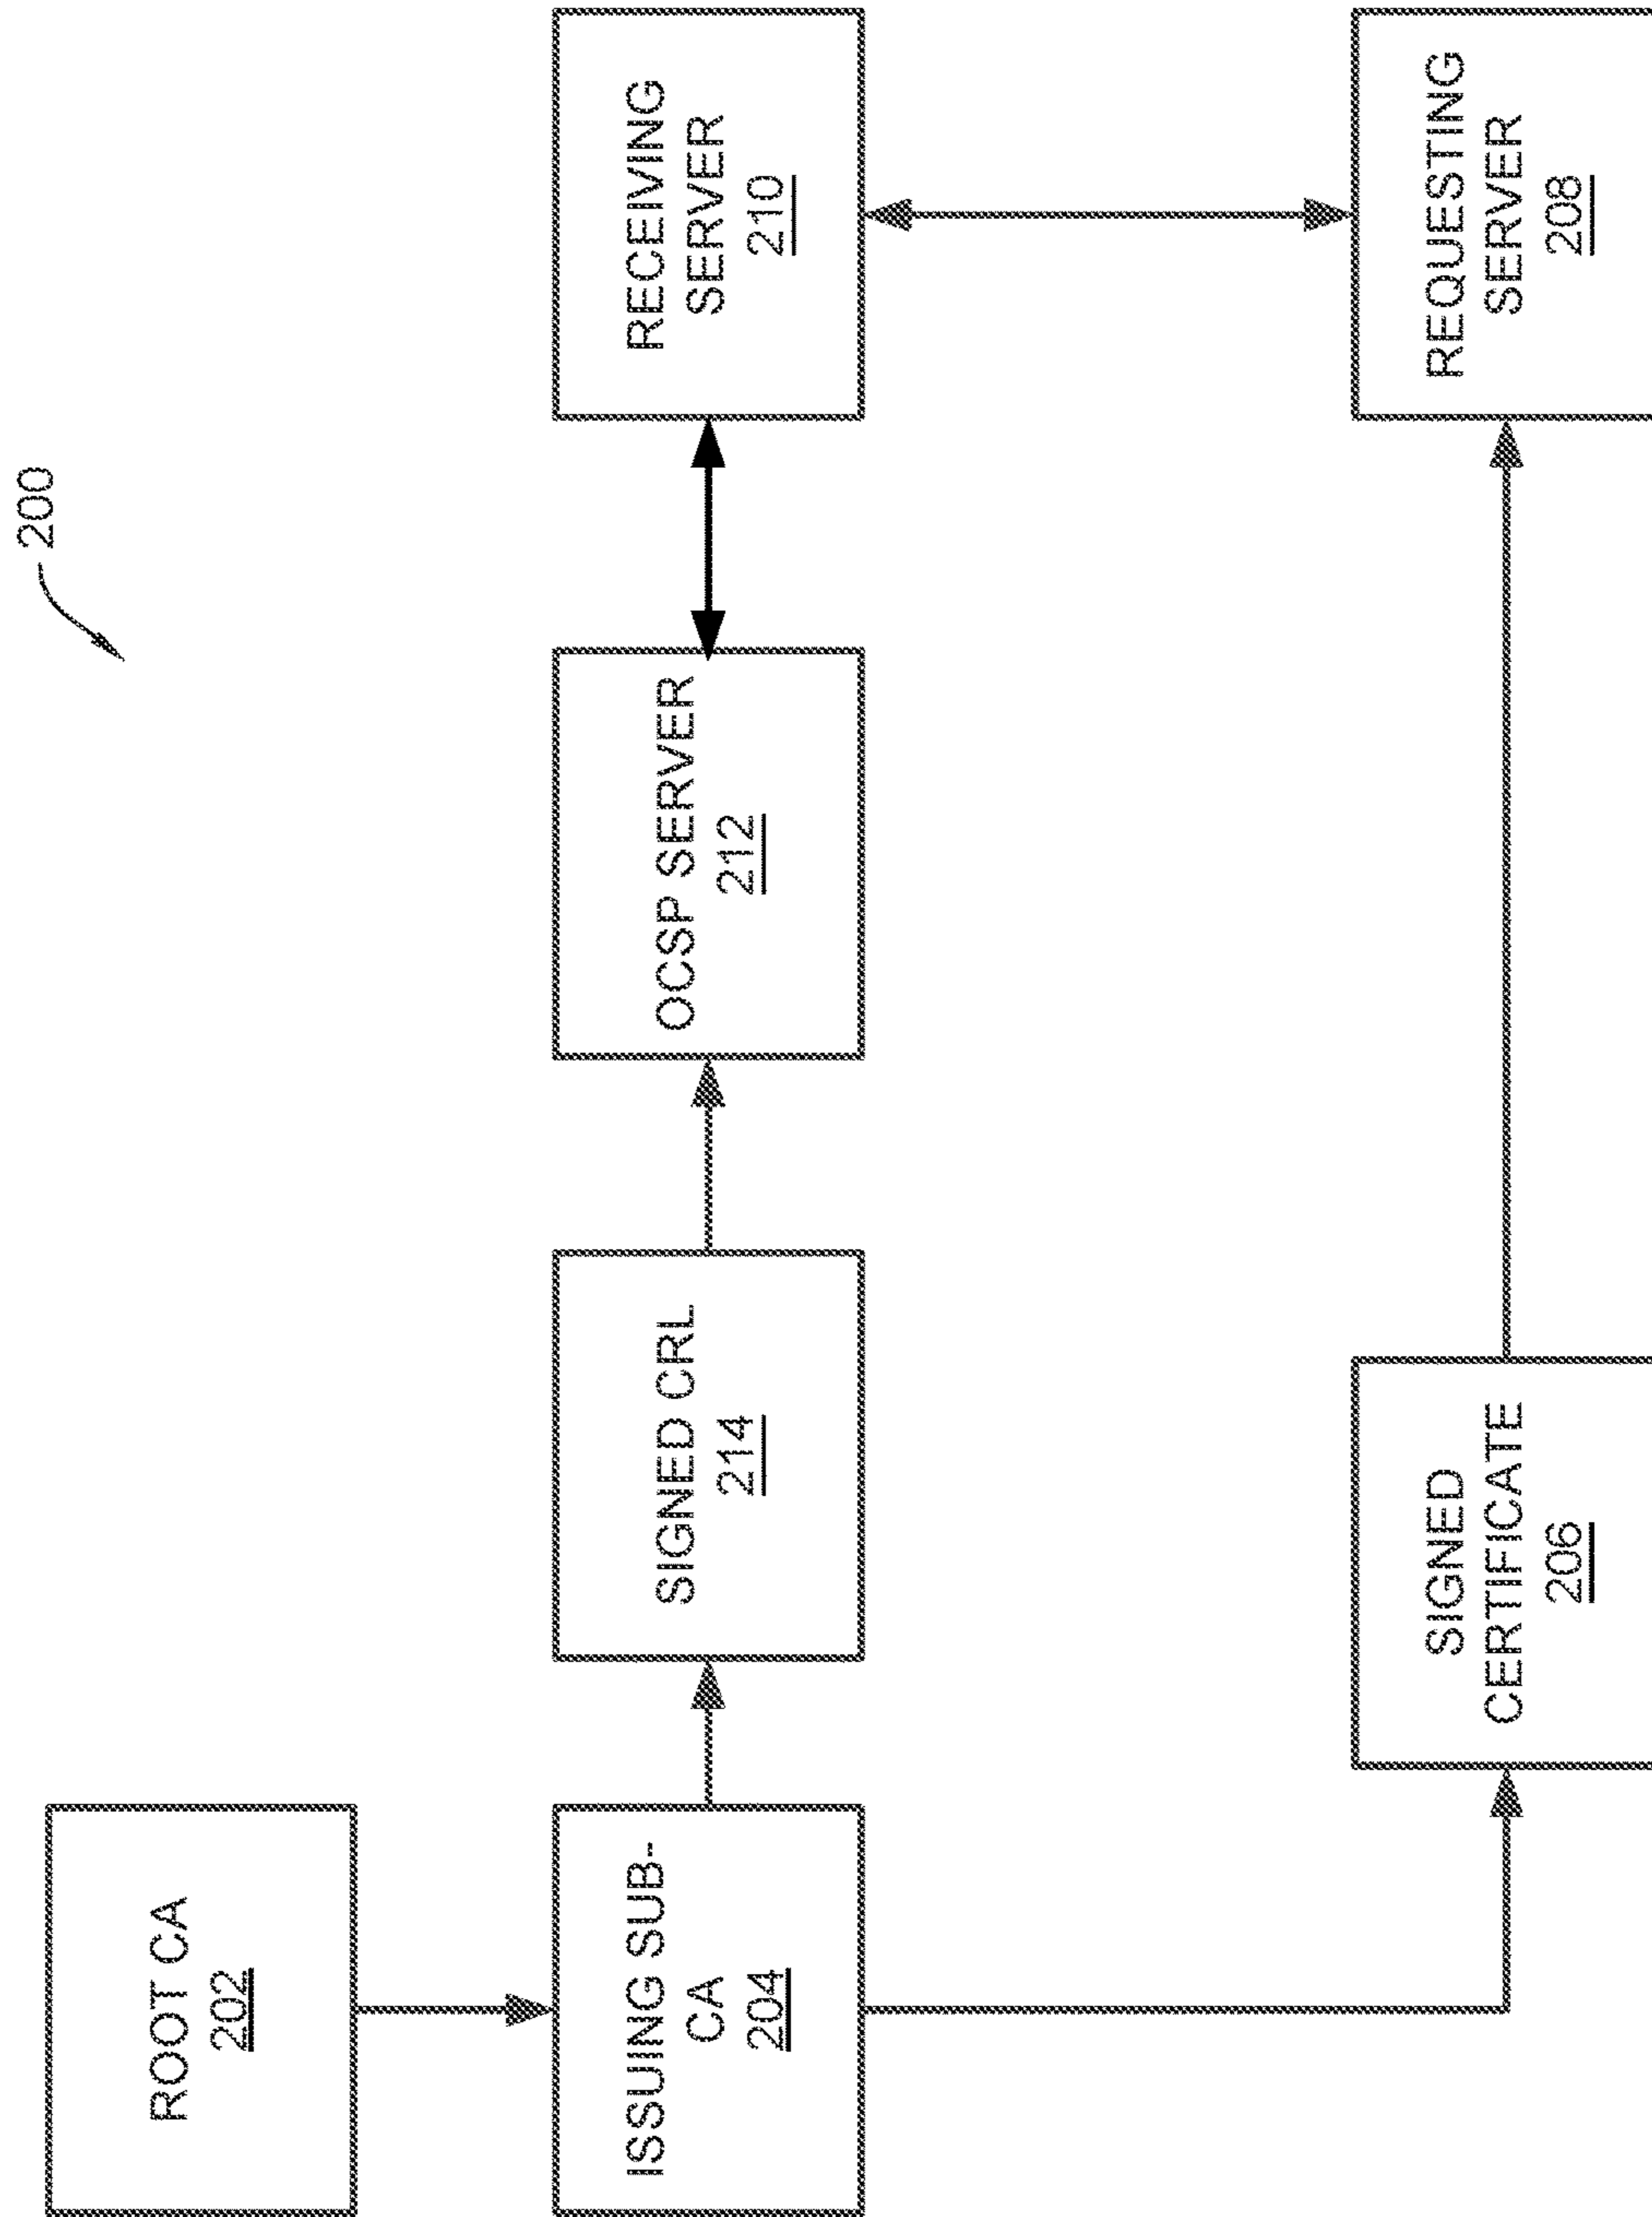 200
ROOT CA
202
ISSUING SUB-
CA
204
SIGNED CRL
214
OCSP SERVER
212
RECEIVING
SERVER
210
SIGNED
CERTIFICATE
206
REQUESTING
SERVER
208